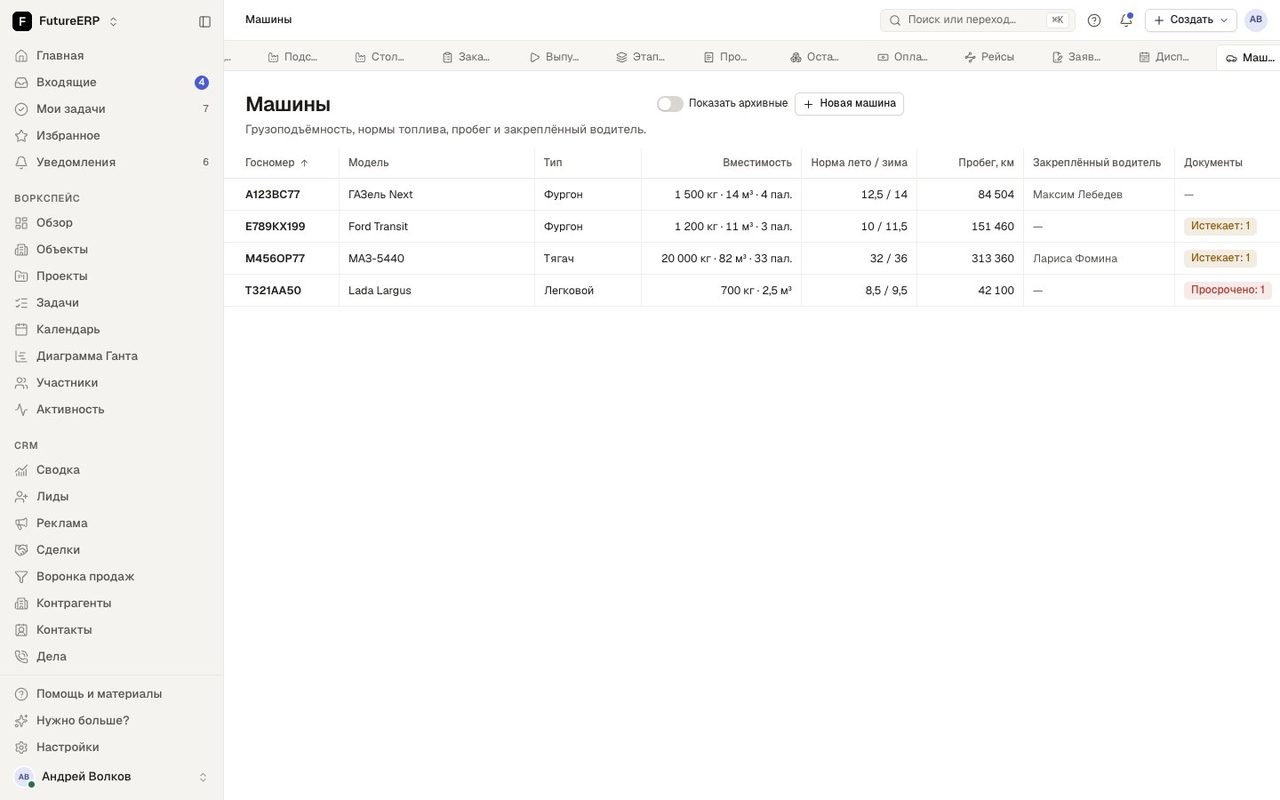 F FutureERP
Главная
Входящие 4
Мои задачи 7
Избранное
Уведомления 6
ВОРКСПЕЙС
Обзор
Объекты
Проекты
Задачи
Календарь
Диаграмма Ганта
Участники
Активность
CRM
Сводка
Лиды
Реклама
Сделки
Воронка продаж
Контрагенты
Контакты
Дела
Помощь и материалы
Нужно больше?
Настройки
АВ Андрей Волков
Машины
Поиск или переход… ⌘K
Создать
АВ
Подс… Стол… Зака… Выпу… Этап… Про… Оста… Опла… Рейсы Заяв… Дисп… Маш…
Машины
Показать архивные
Новая машина
Грузоподъёмность, нормы топлива, пробег и закреплённый водитель.
Госномер ↑ Модель Тип Вместимость Норма лето / зима Пробег, км Закреплённый водитель Документы
А123ВС77 ГАЗель Next Фургон 1 500 кг · 14 м³ · 4 пал. 12,5 / 14 84 504 Максим Лебедев —
Е789КХ199 Ford Transit Фургон 1 200 кг · 11 м³ · 3 пал. 10 / 11,5 151 460 — Истекает: 1
М456ОР77 МАЗ-5440 Тягач 20 000 кг · 82 м³ · 33 пал. 32 / 36 313 360 Лариса Фомина Истекает: 1
Т321АА50 Lada Largus Легковой 700 кг · 2,5 м³ 8,5 / 9,5 42 100 — Просрочено: 1